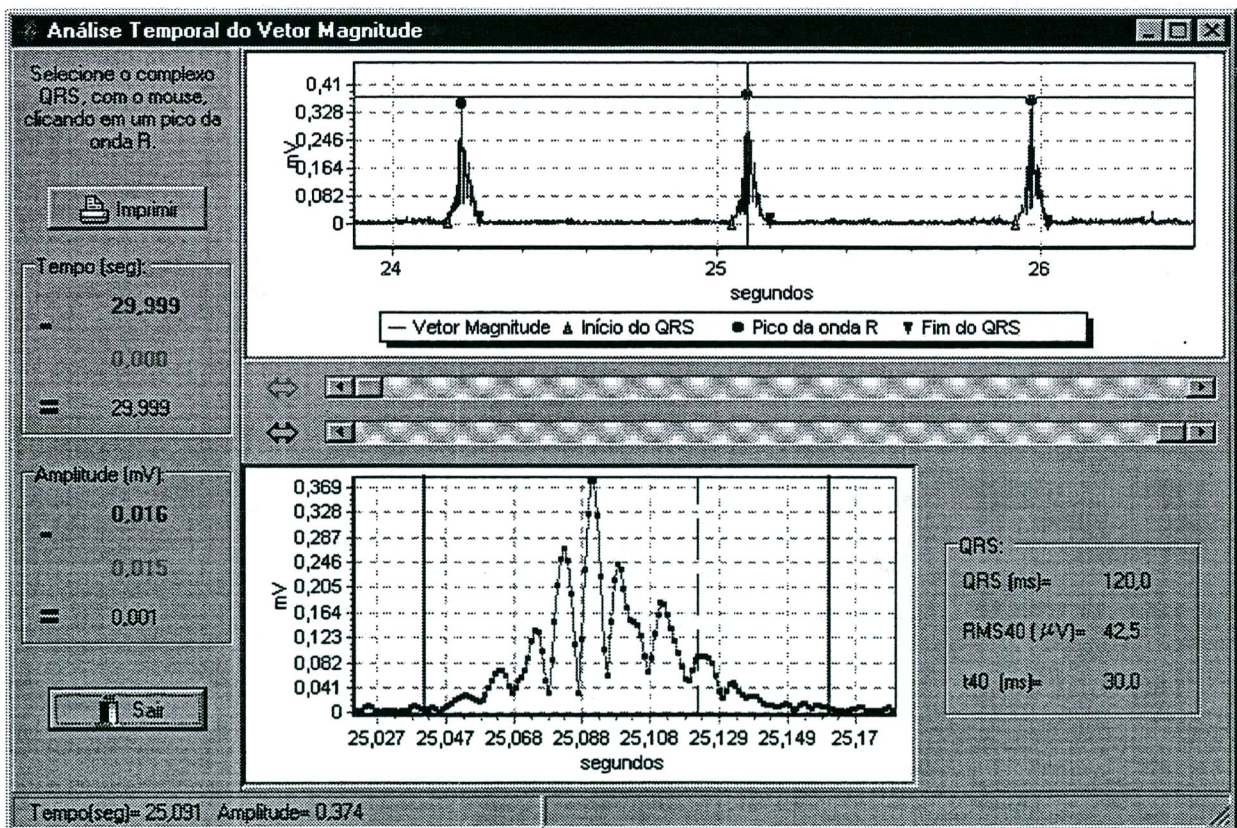 Análise Temporal do Vetor Magnitude
Selecione o complexo
QRS, com o mouse,
clicando em um pico da
onda R.
Imprimir
Tempo (seg):
- 29,999
0,000
= 29,999
Amplitude (mV):
- 0,016
0,015
= 0,001
Sair
0,41
0,328
0,246
0,164
0,082
0
mV
24 25 26
segundos
Vetor Magnitude Início do QRS Pico da onda R Fim do QRS
0,369
0,328
0,287
0,246
0,205
0,164
0,123
0,082
0,041
0
mV
25,027 25,047 25,068 25,088 25,108 25,129 25,149 25,17
segundos
QRS:
QRS (ms)= 120,0
RMS40 (µV)= 42,5
t40 (ms)= 30,0
Tempo(seg)= 25,091 Amplitude= 0,374